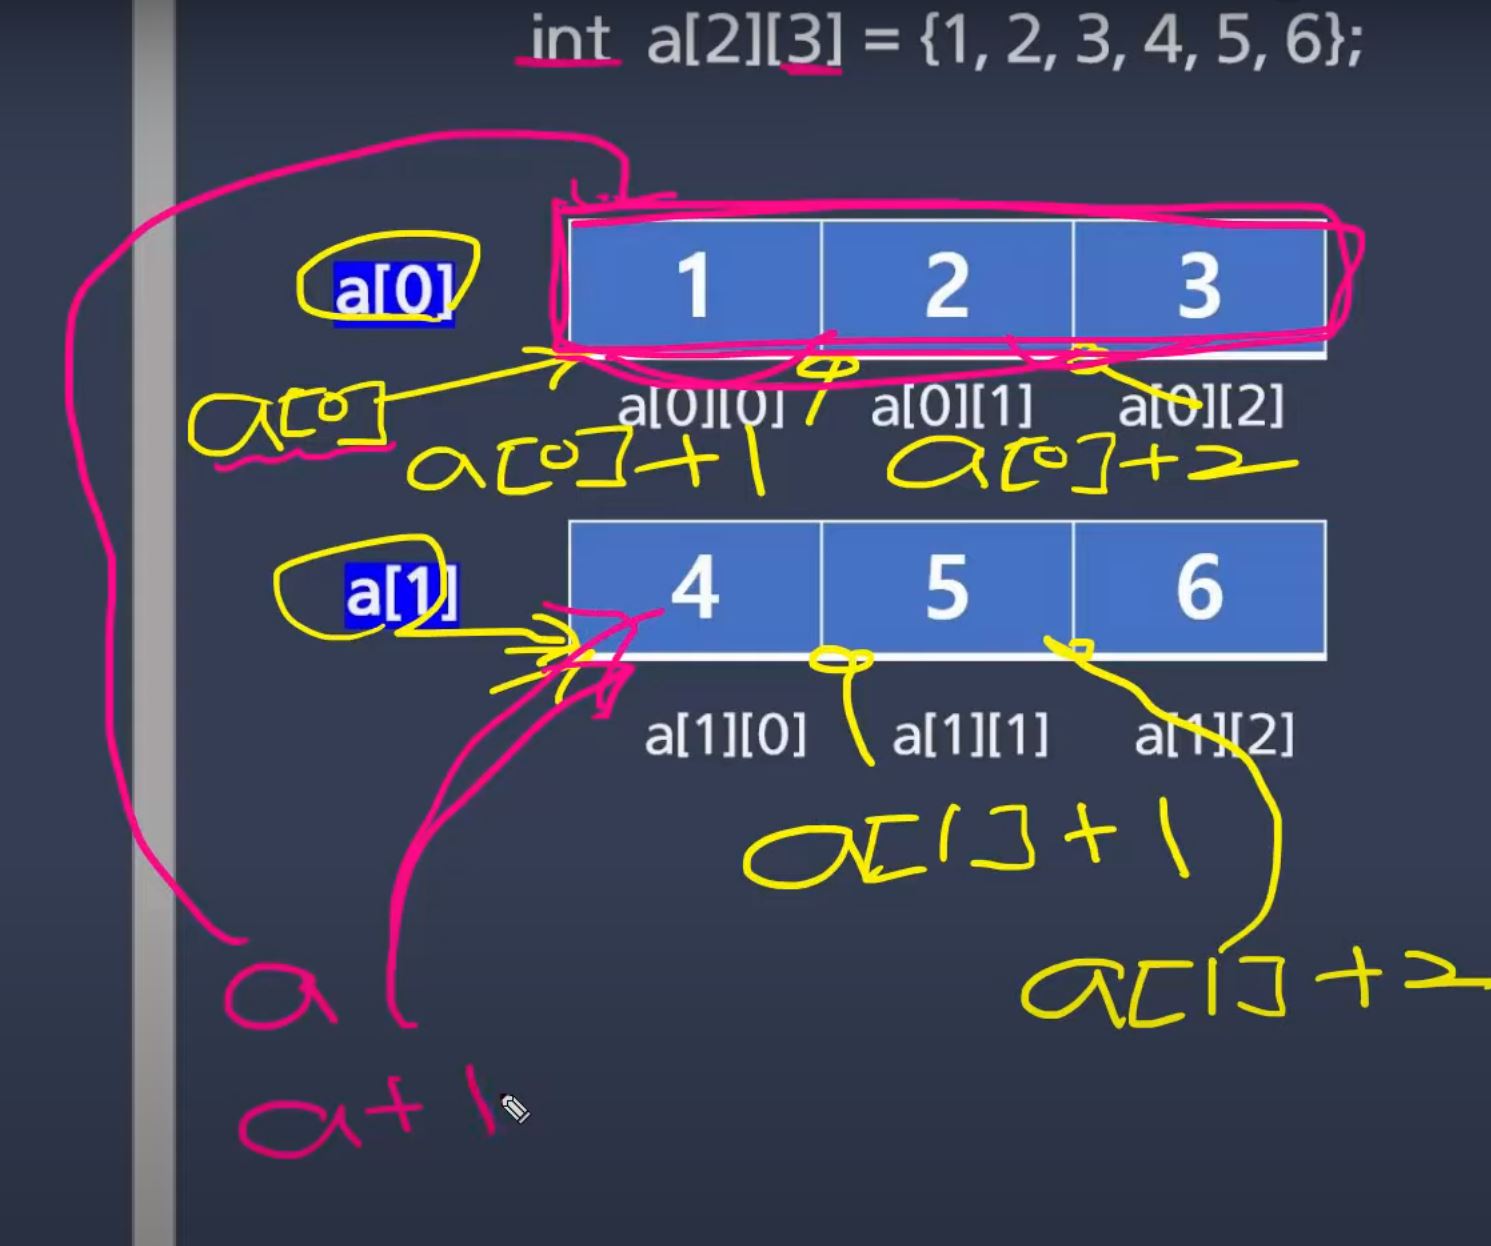 int a[2][3] = {1, 2, 3, 4, 5, 6};
a[0] 1 2 3
a[0][0] a[0][1] a[0][2]
a[0] a[0]+1 a[0]+2
a[1] 4 5 6
a[1][0] a[1][1] a[1][2]
a[1]+1
a[1]+2
a
a+1